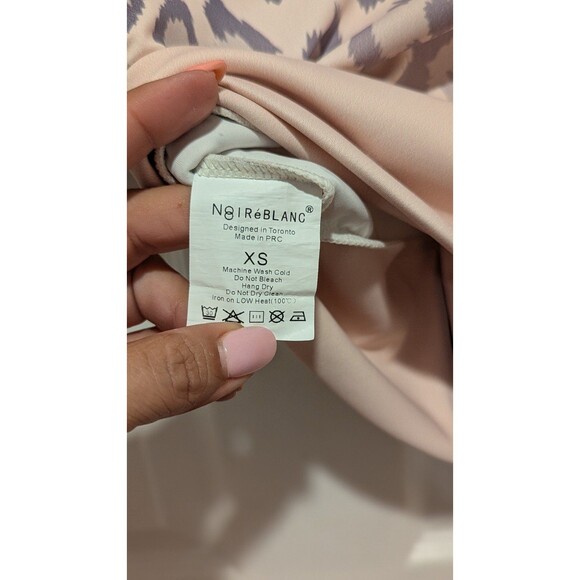 NOIRéBLANC®
Designed in Toronto
Made in PRC
XS
Machine Wash Cold
Do Not Bleach
Hang Dry
Do Not Dry Clean
Iron on LOW Heat(100℃)